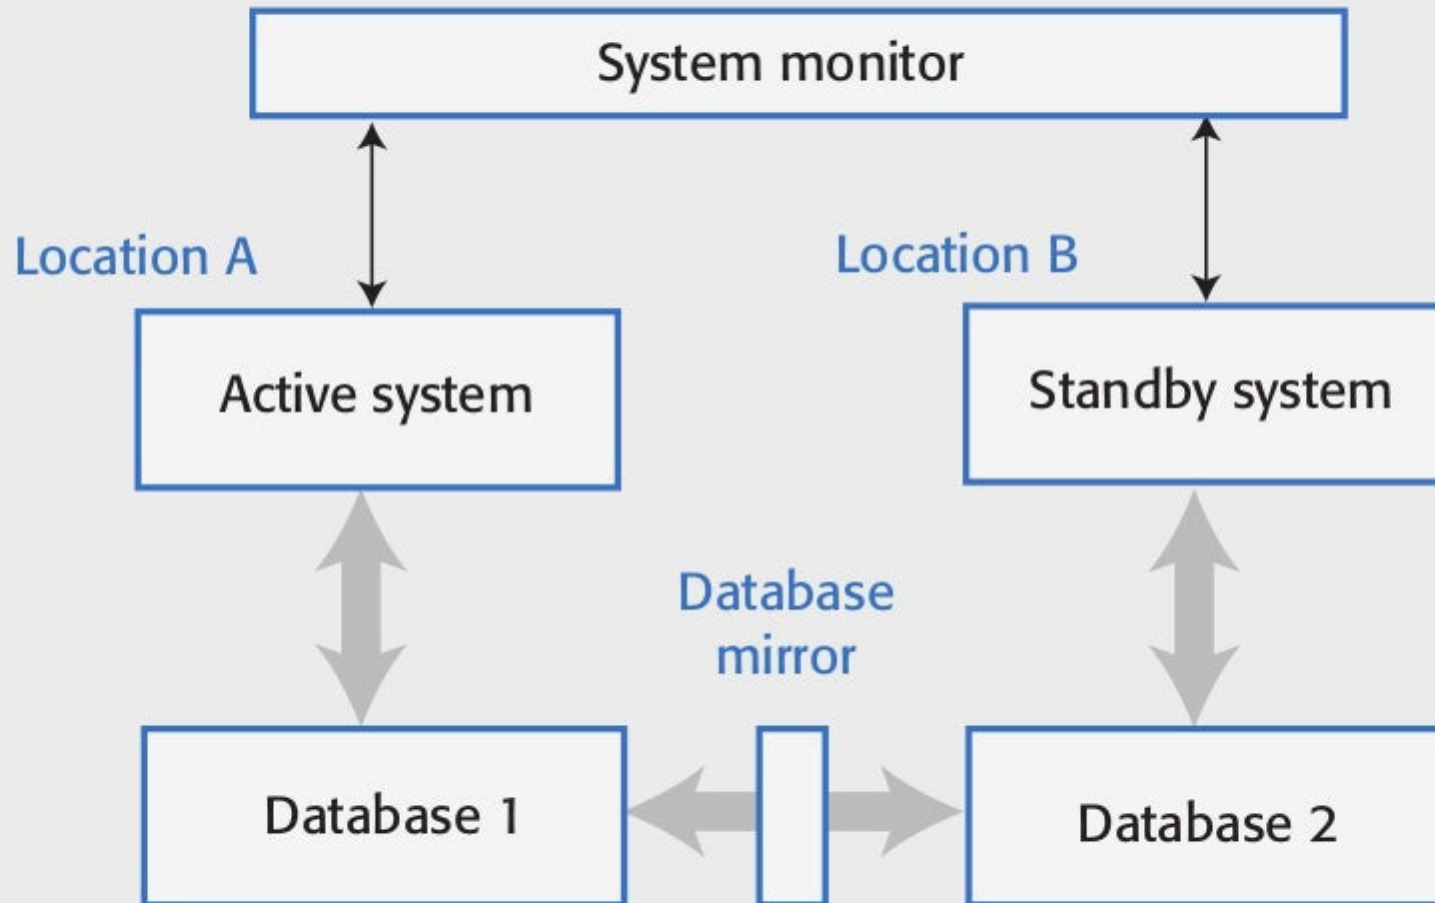 System monitor
Location A
Location B
Active system
Standby system
Database
mirror
Database 1
Database 2